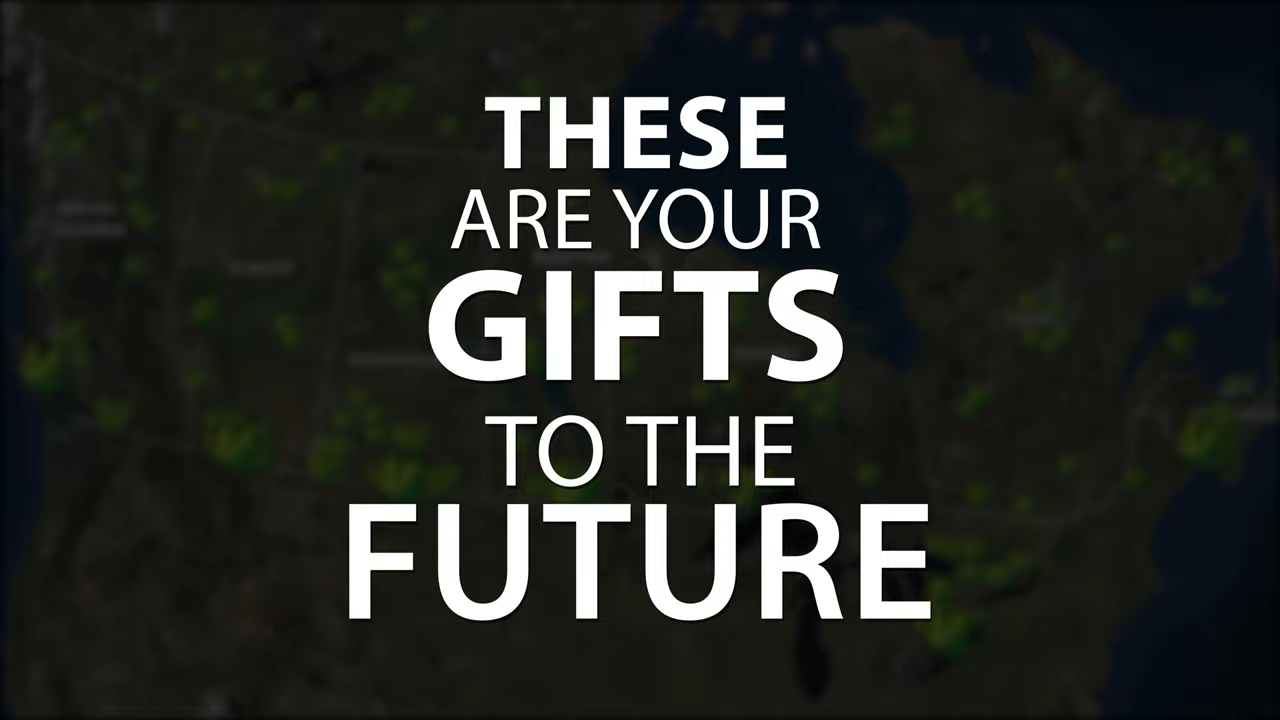 THESE
ARE YOUR
GIFTS
TO THE
FUTURE